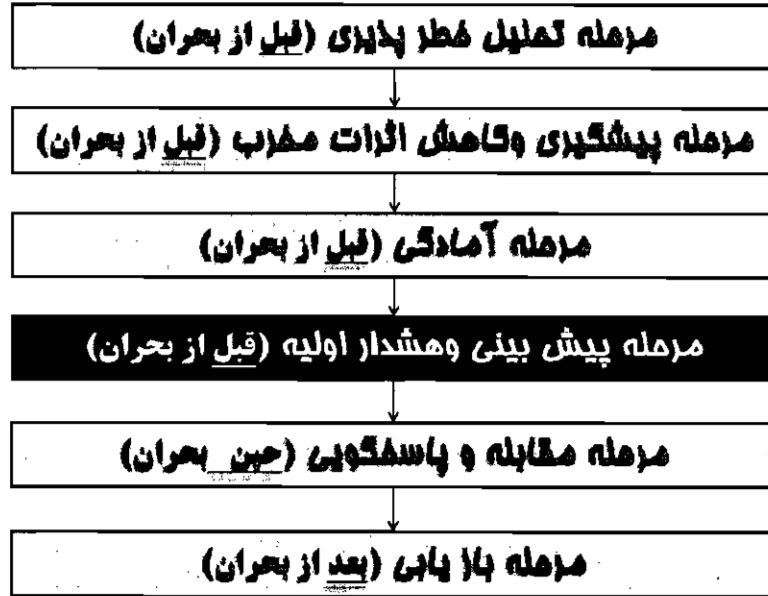 مرحله تحلیل خطر پذیری (قبل از بحران)
مرحله پیشگیری وکاهش اثرات مخرب (قبل از بحران)
مرحله آمادگی (قبل از بحران)
مرحله پیش بینی وهشدار اولیه (قبل از بحران)
مرحله مقابله و پاسخگویی (حین بحران)
مرحله باز یابی (بعد از بحران)